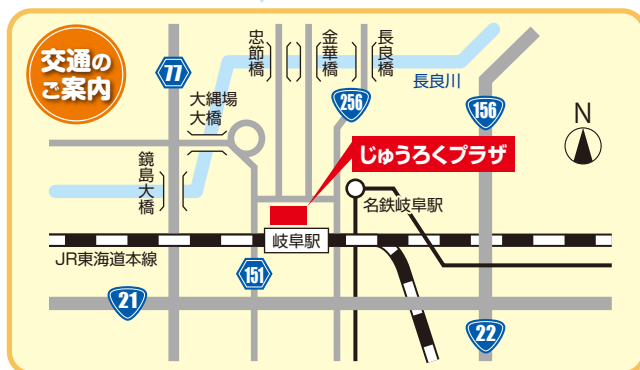 交通の
ご案内
77
忠節橋
金華橋
長良橋
長良川
256
156
大縄場
大橋
N
じゅうろくプラザ
鏡島大橋
名鉄岐阜駅
岐阜駅
JR東海道本線
151
21
22